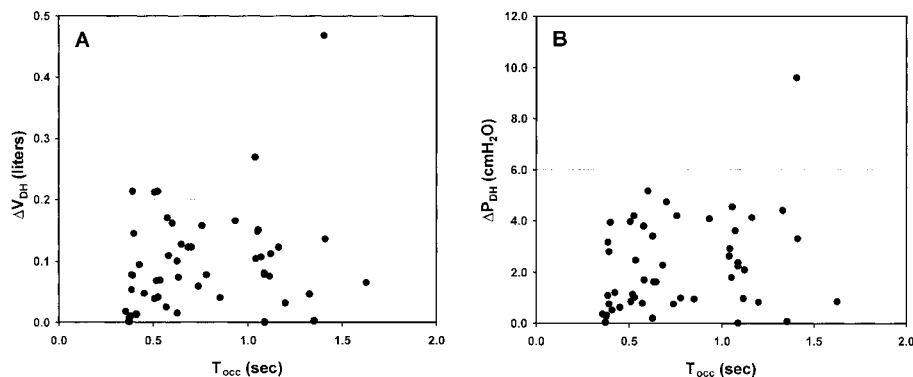 A
ΔV_DH (liters)
0.5
0.4
0.3
0.2
0.1
0.0
0.0 0.5 1.0 1.5 2.0
T_occ (sec)
B
ΔP_DH (cmH₂O)
12.0
10.0
8.0
6.0
4.0
2.0
0.0
0.0 0.5 1.0 1.5 2.0
T_occ (sec)